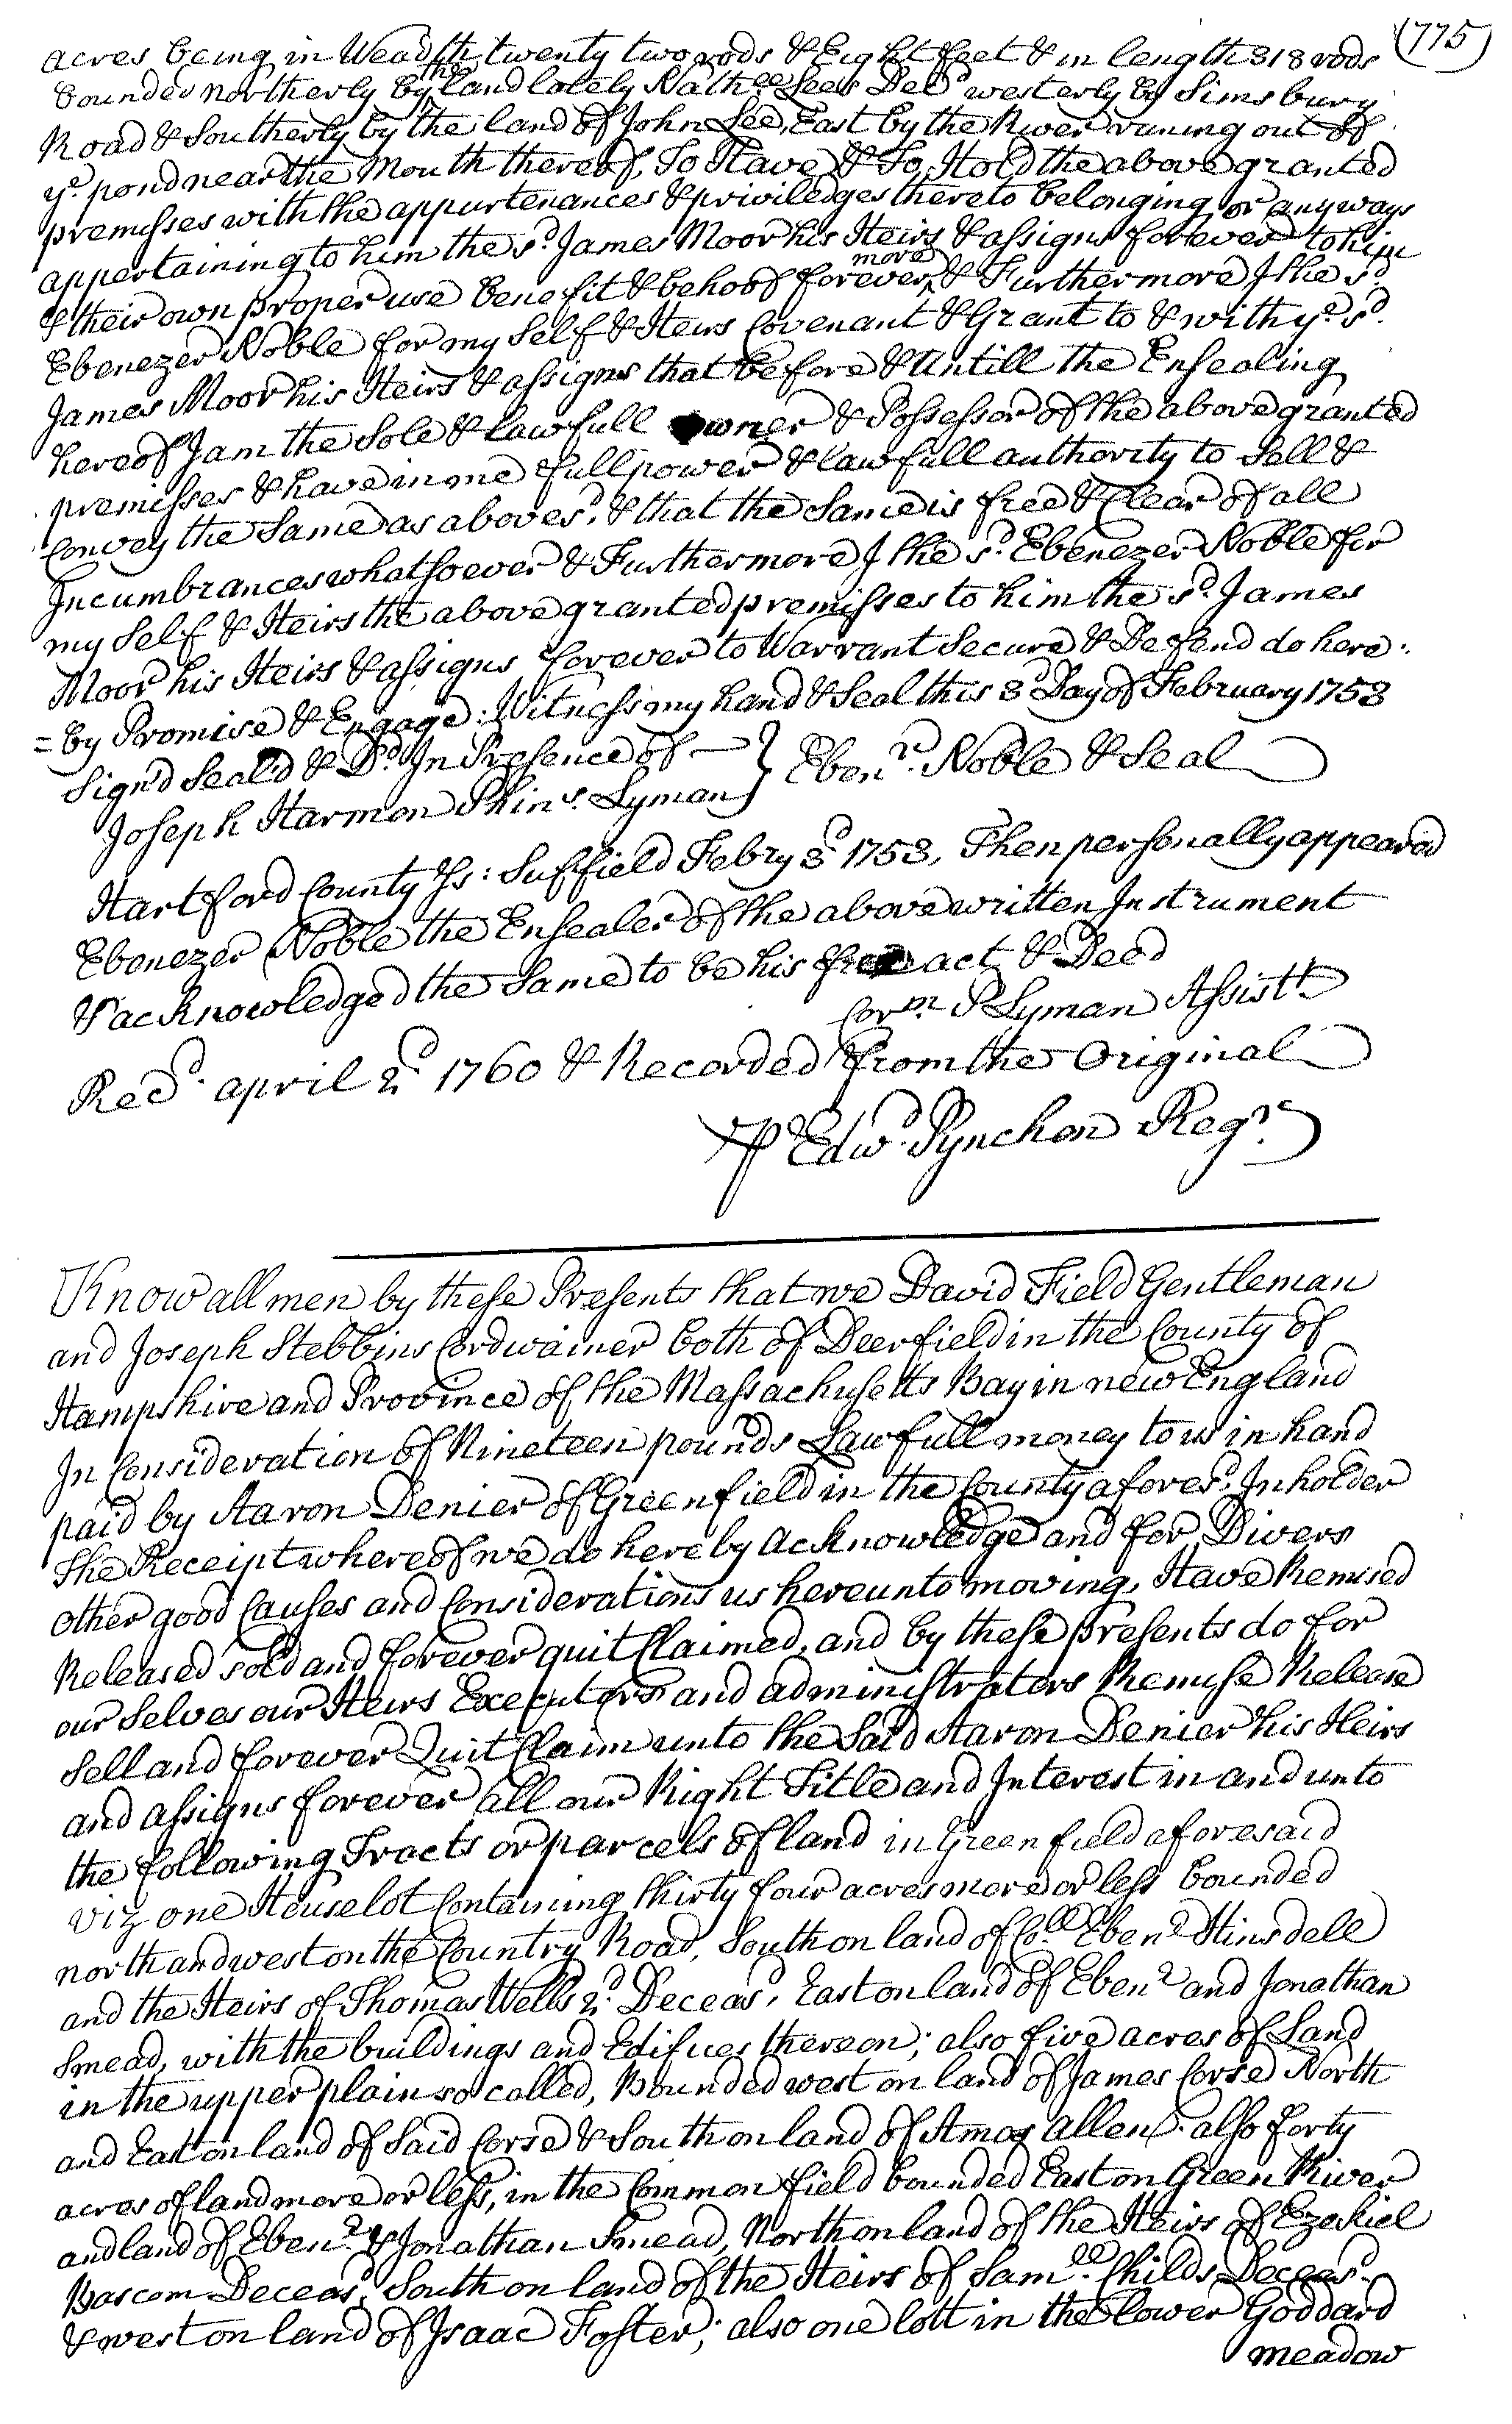 (775)
acres being in Weadth twenty two rods & Eight feet & in length 318 rods
bounded northerly by the land lately Nathll Lees Decd westerly by Simsbury
Road & Southerly by the land of John Lee, East by the River runing out of
ye. pond near the Mouth thereof, To Have & To Hold the above granted
premisses with the appurtenances & priviledges thereto belonging or anyways
appertaining to him the sd. James Moor his Heirs & assigns forever to him
& their own proper use benefit & behoof forever more & Furthermore I the sd
Ebenezer Noble for my Self & Heirs Covenant & Grant to & with ye. sd.
James Moor his Heirs & assigns that before & Untill the Ensealing
hereof I am the Sole & lawfull owner & Possessor of the above granted
premisses & have in me full power & lawfull authority to Sell &
Convey the Same as aboves'd. & that the Same is free & Clear of all
Incumbrances whatsoever & Furthermore I the sd. Ebenezer Noble for
my Self & Heirs the above granted premisses to him the sd. James
Moor his Heirs & assigns forever to Warrant Secure & Defend do here.
= by Promise & Engage: Witness my hand & Seal this 3d Day of February 1753
Sign'd Seal'd & Dd. In Presence of — } Ebenr. Noble & Seal
Joseph Harmon Phins. Lyman
Hartford County Ss: Suffield Febry 3d 1753, Then personally appeared
Ebenezer Noble the Ensealer of the above written Instrument
& acknowledged the Same to be his free act & Deed
Corm. P Lyman Assistt.
Recd. april 2d 1760 & Recorded from the Original
P Edwd. Pynchon Regr.
Know all men by these Presents that we David Field Gentleman
and Joseph Stebbins Cordwainer both of Deerfield in the County of
Hampshire and Province of the Massachusetts Bay in new England
In Consideration of Nineteen pounds Lawfull money to us in hand
paid by Aaron Denier of Greenfield in the County afores'd. Inholder
The Receipt whereof we do hereby acknowledge and for Divers
other good Causes and Considerations us hereunto moving, Have Remised
Released sold and forever quit Claimed, and by these presents do for
our Selves our Heirs Executors and administrators Remise Release
Sell and forever Quit Claim unto the Said Aaron Denier his Heirs
and assigns forever all our Right Title and Interest in and unto
the following Tracts or parcels of land in Greenfield aforesaid
viz one Houselot Containing thirty four acres more or less bounded
north and west on the Country Road, South on land of Coll. Ebenr Hinsdell
and the Heirs of Thomas Wells 2d. Deceasd, East on land of Ebenr and Jonathan
Smead, with the buildings and Edifices thereon; also five acres of Land
in the upper plain so called, Bounded west on land of James Corse North
and East on land of Said Corse & South on land of Amos Allen. also forty
acres of land more or less, in the Common field bounded East on Green River
and land of Ebenr. & Jonathan Smead, North on land of the Heirs of Ezekiel
Bascom Deceasd, South on land of the Heirs of Samll. Childs Deceasd.
& west on land of Isaac Foster; also one lott in the lower Goddard
meadow